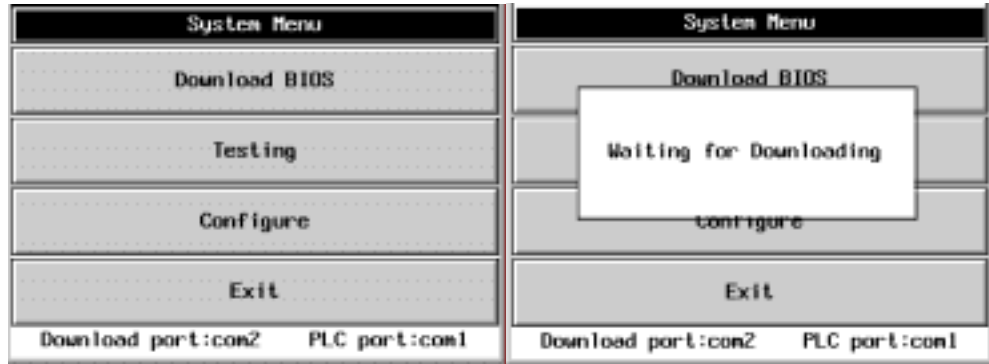 System Menu
Download BIOS
Testing
Configure
Exit
Download port:com2 PLC port:com1
System Menu
Download BIOS
Waiting for Downloading
Configure
Exit
Download port:com2 PLC port:com1